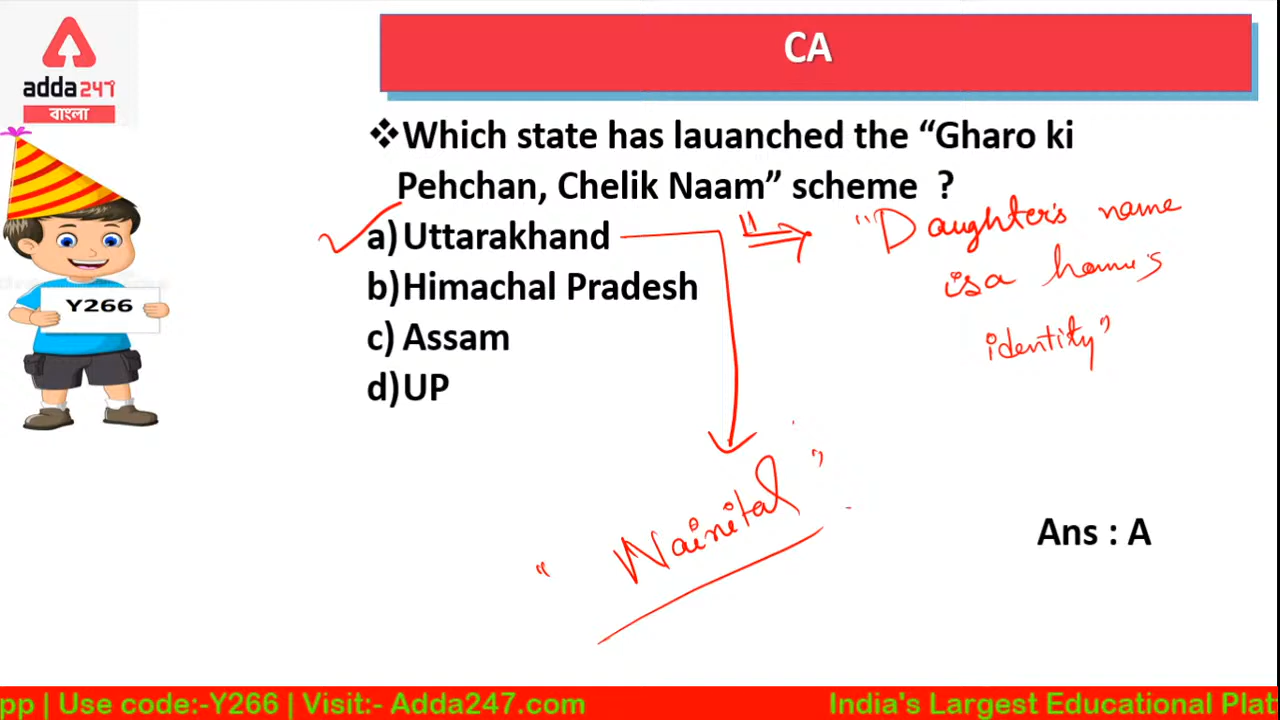 CA
adda247
বাংলা
❖Which state has lauanched the “Gharo ki
Pehchan, Chelik Naam” scheme ?
a)Uttarakhand
b)Himachal Pradesh
c) Assam
d)UP
"Daughter's name
is a home's
identity"
"Nainital"
Y266
Ans : A
pp | Use code:-Y266 | Visit:- Adda247.com
India's Largest Educational Plat